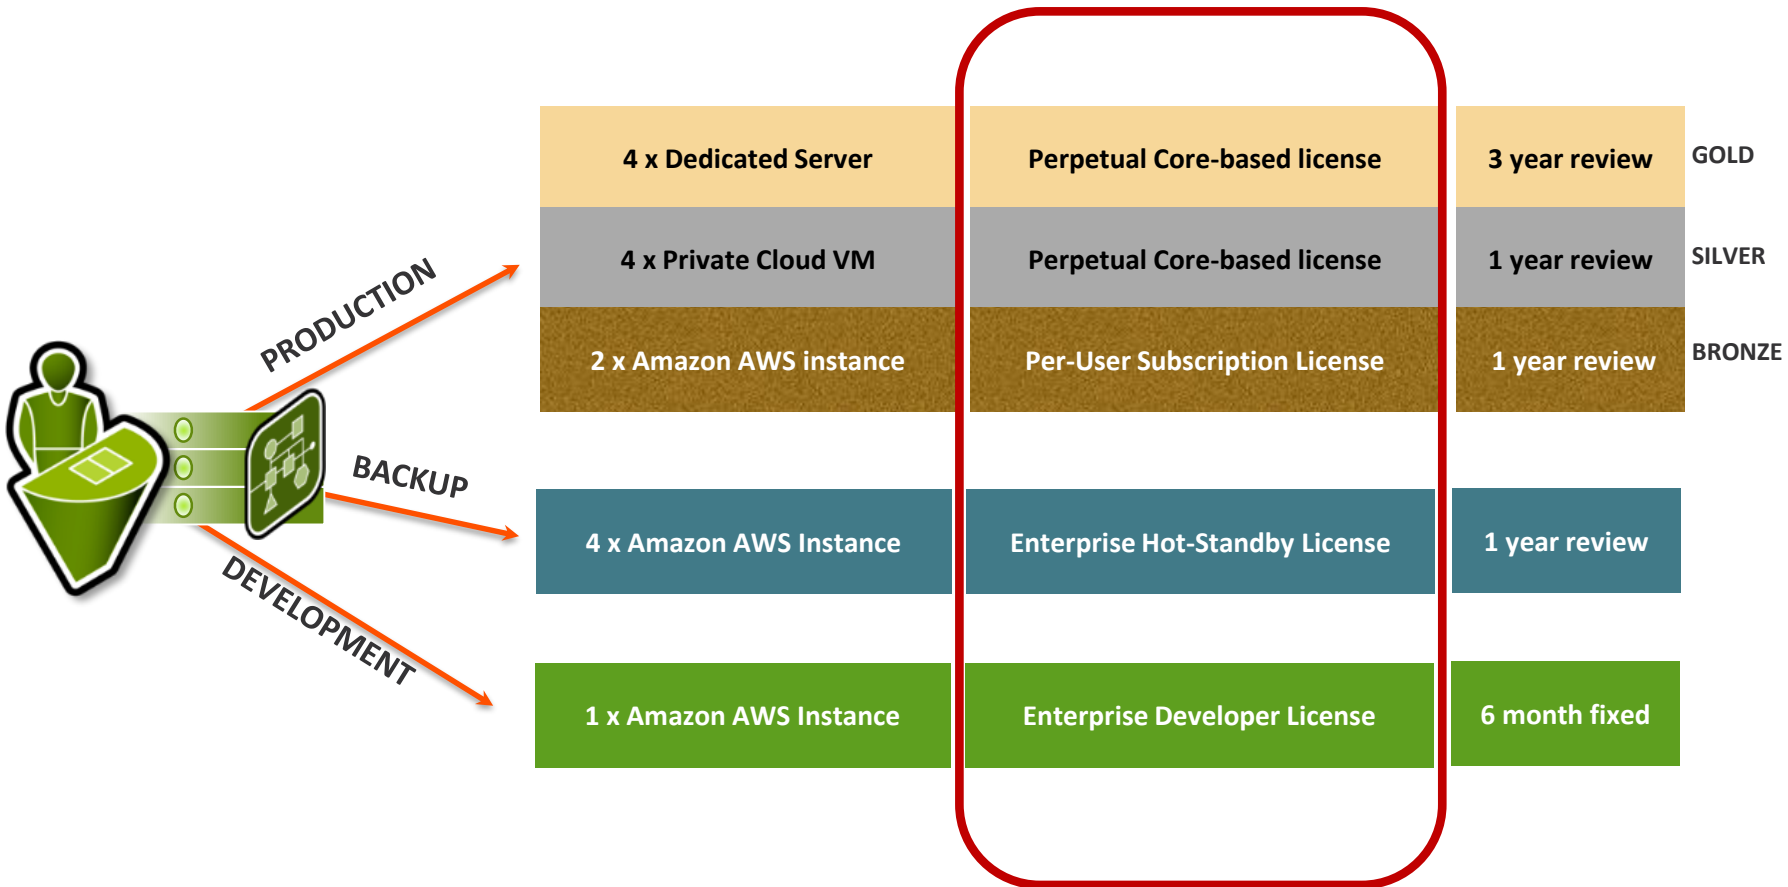 4 x Dedicated Server
Perpetual Core-based license
3 year review
GOLD
4 x Private Cloud VM
Perpetual Core-based license
1 year review
SILVER
PRODUCTION
2 x Amazon AWS instance
Per-User Subscription License
1 year review
BRONZE
BACKUP
4 x Amazon AWS Instance
Enterprise Hot-Standby License
1 year review
DEVELOPMENT
1 x Amazon AWS Instance
Enterprise Developer License
6 month fixed